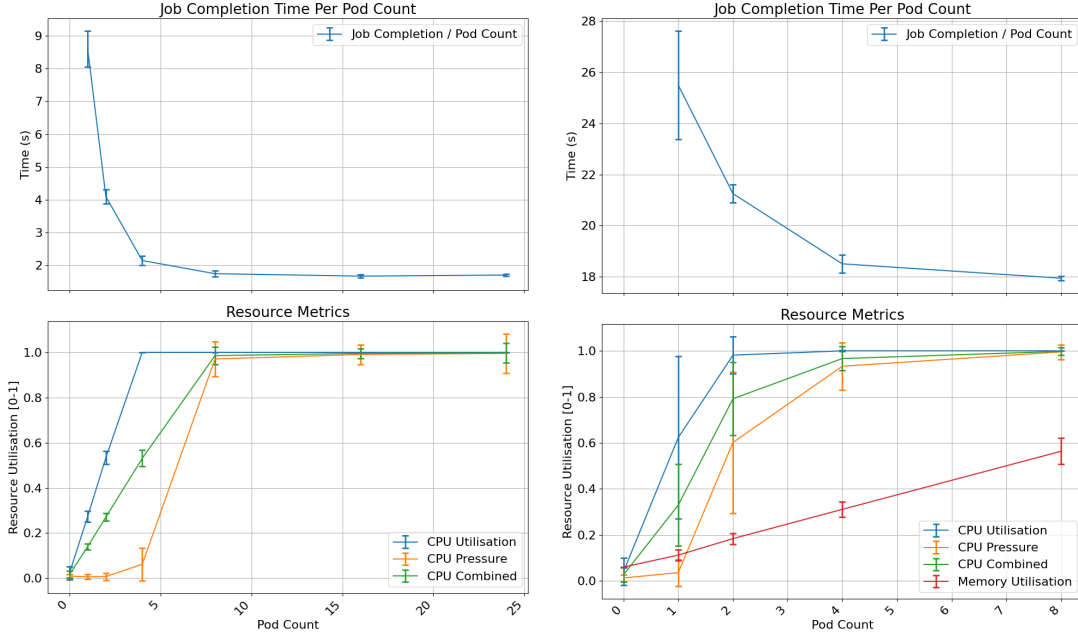 Job Completion Time Per Pod Count
9
8
7
6
5
4
3
2
Time (s)
Job Completion / Pod Count
Resource Metrics
1.0
0.8
0.6
0.4
0.2
0.0
Resource Utilisation [0-1]
CPU Utilisation
CPU Pressure
CPU Combined
0
5
10
15
20
25
Pod Count
Job Completion Time Per Pod Count
28
26
24
22
20
18
Time (s)
Job Completion / Pod Count
Resource Metrics
1.0
0.8
0.6
0.4
0.2
0.0
Resource Utilisation [0-1]
CPU Utilisation
CPU Pressure
CPU Combined
Memory Utilisation
0
1
2
3
4
5
6
7
8
Pod Count